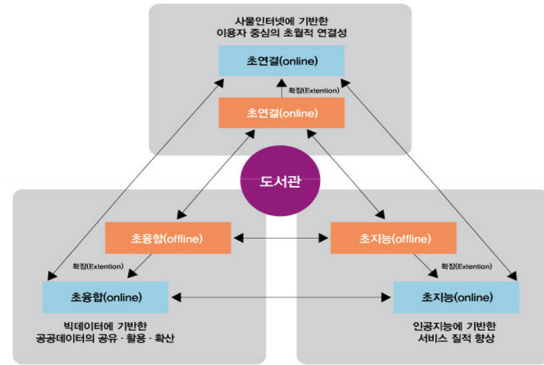 사물인터넷에 기반한
이용자 중심의 초월적 연결성
초연결(online)
확장(Extention)
초연결(online)
도서관
초융합(offline)
초지능(offline)
확장(Extention)
확장(Extention)
초융합(online)
초지능(online)
빅데이터에 기반한
공공데이터의 공유·활용·확산
인공지능에 기반한
서비스 질적 향상